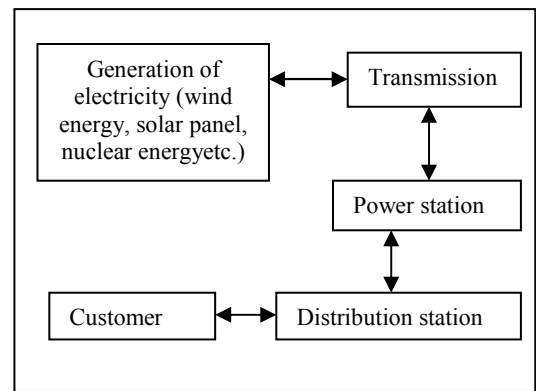 Generation of
electricity (wind
energy, solar panel,
nuclear energyetc.)
Transmission
Power station
Distribution station
Customer